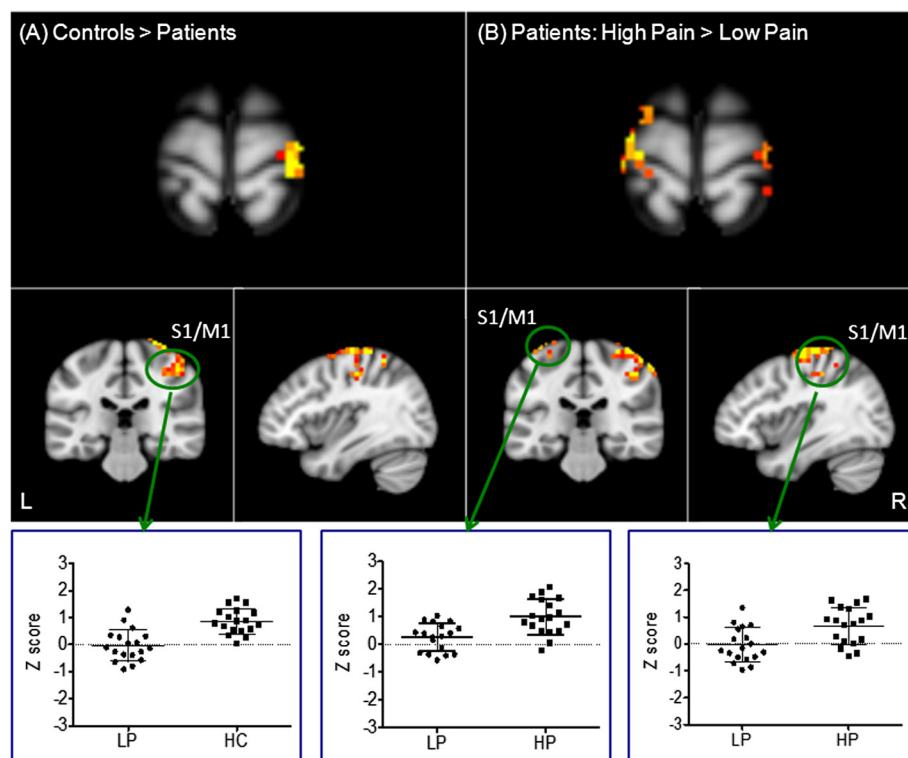 (A) Controls > Patients
(B) Patients: High Pain > Low Pain
S1/M1
S1/M1
S1/M1
L
R
3
2
1
0
-1
-2
-3
Z score
LP
HC
3
2
1
0
-1
-2
-3
Z score
LP
HP
3
2
1
0
-1
-2
-3
Z score
LP
HP